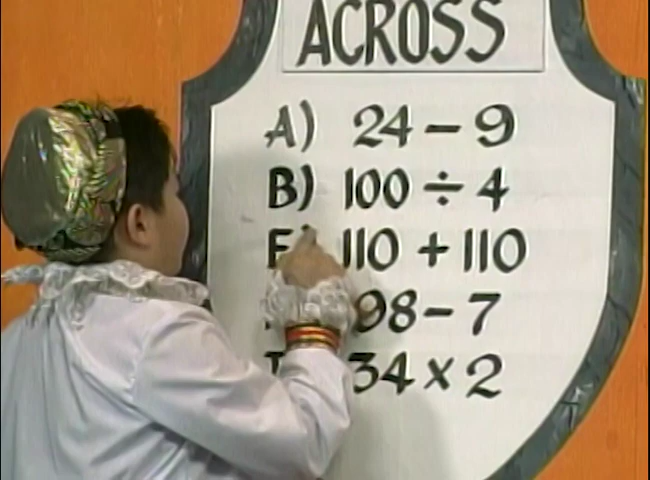 ACROSS
A) 24 - 9
B) 100 ÷ 4
110 + 110
98 - 7
34 x 2